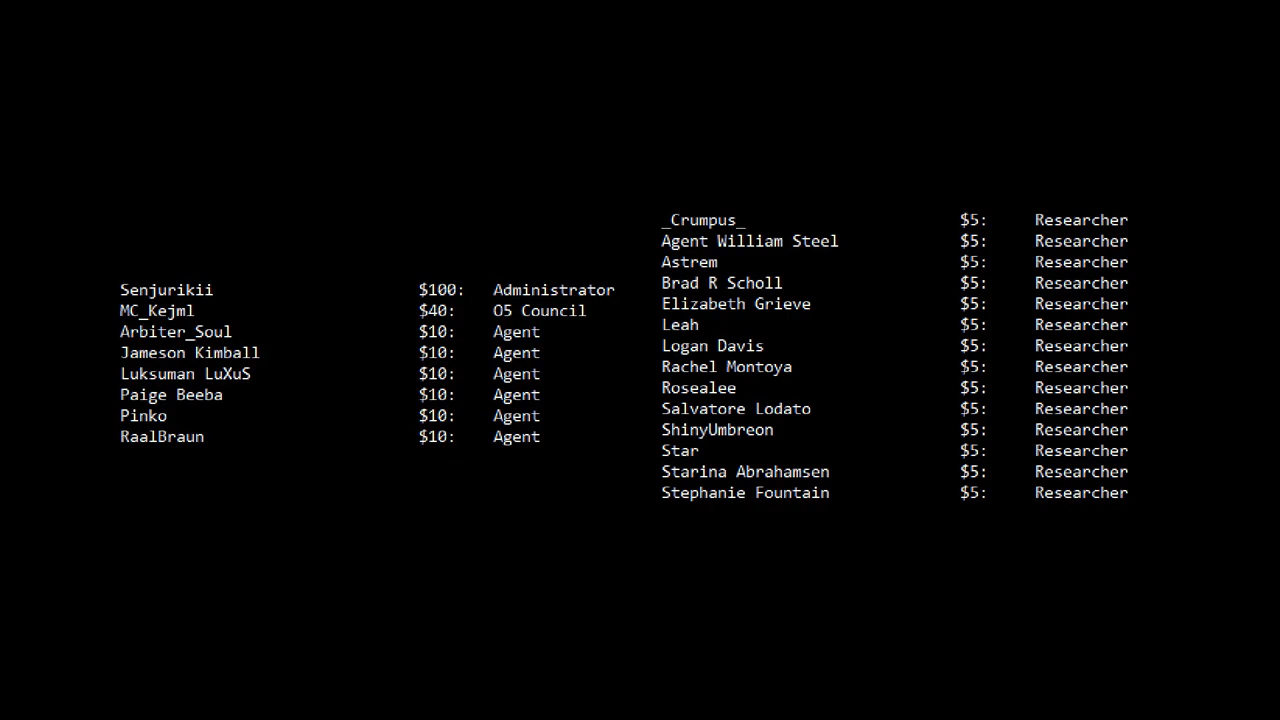 Senjurikii $100: Administrator
MC_Kejml $40: O5 Council
Arbiter_Soul $10: Agent
Jameson Kimball $10: Agent
Luksuman LuXuS $10: Agent
Paige Beeba $10: Agent
Pinko $10: Agent
RaalBraun $10: Agent
_Crumpus_ $5: Researcher
Agent William Steel $5: Researcher
Astrem $5: Researcher
Brad R Scholl $5: Researcher
Elizabeth Grieve $5: Researcher
Leah $5: Researcher
Logan Davis $5: Researcher
Rachel Montoya $5: Researcher
Rosealee $5: Researcher
Salvatore Lodato $5: Researcher
ShinyUmbreon $5: Researcher
Star $5: Researcher
Starina Abrahamsen $5: Researcher
Stephanie Fountain $5: Researcher